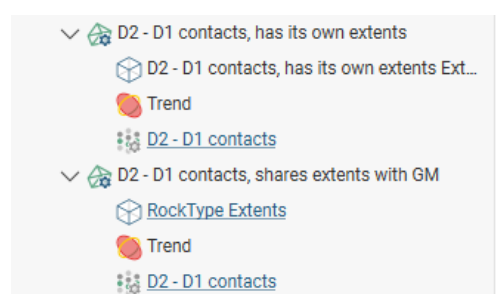 D2 - D1 contacts, has its own extents
D2 - D1 contacts, has its own extents Ext...
Trend
D2 - D1 contacts
D2 - D1 contacts, shares extents with GM
RockType Extents
Trend
D2 - D1 contacts